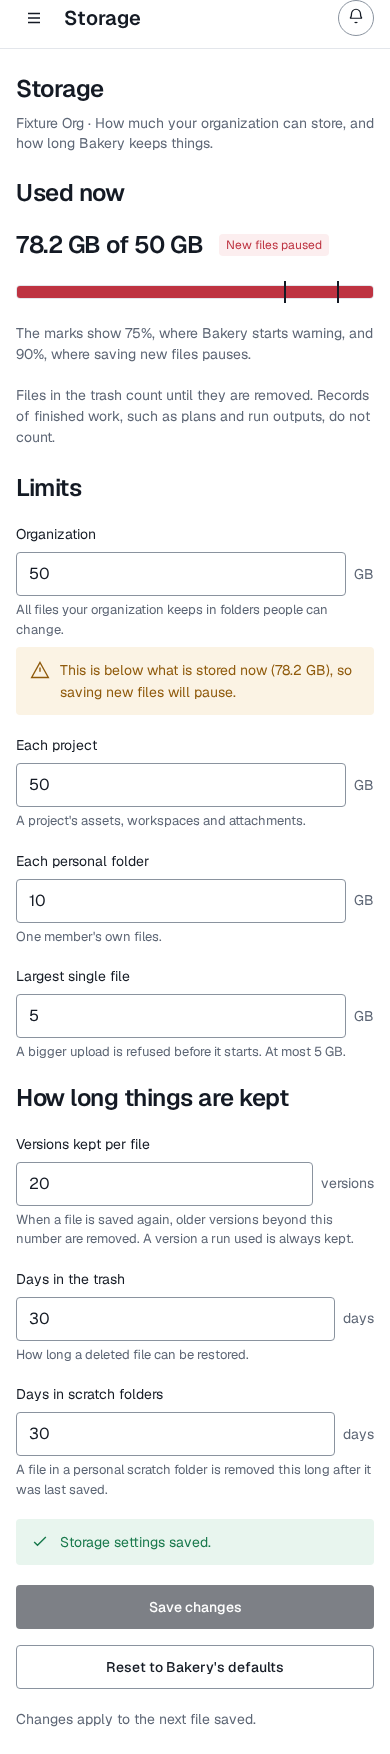 Storage
Storage
Fixture Org · How much your organization can store, and
how long Bakery keeps things.
Used now
78.2 GB of 50 GB New files paused
The marks show 75%, where Bakery starts warning, and
90%, where saving new files pauses.
Files in the trash count until they are removed. Records
of finished work, such as plans and run outputs, do not
count.
Limits
Organization
50 GB
All files your organization keeps in folders people can
change.
This is below what is stored now (78.2 GB), so
saving new files will pause.
Each project
50 GB
A project's assets, workspaces and attachments.
Each personal folder
10 GB
One member's own files.
Largest single file
5 GB
A bigger upload is refused before it starts. At most 5 GB.
How long things are kept
Versions kept per file
20 versions
When a file is saved again, older versions beyond this
number are removed. A version a run used is always kept.
Days in the trash
30 days
How long a deleted file can be restored.
Days in scratch folders
30 days
A file in a personal scratch folder is removed this long after it
was last saved.
Storage settings saved.
Save changes
Reset to Bakery's defaults
Changes apply to the next file saved.